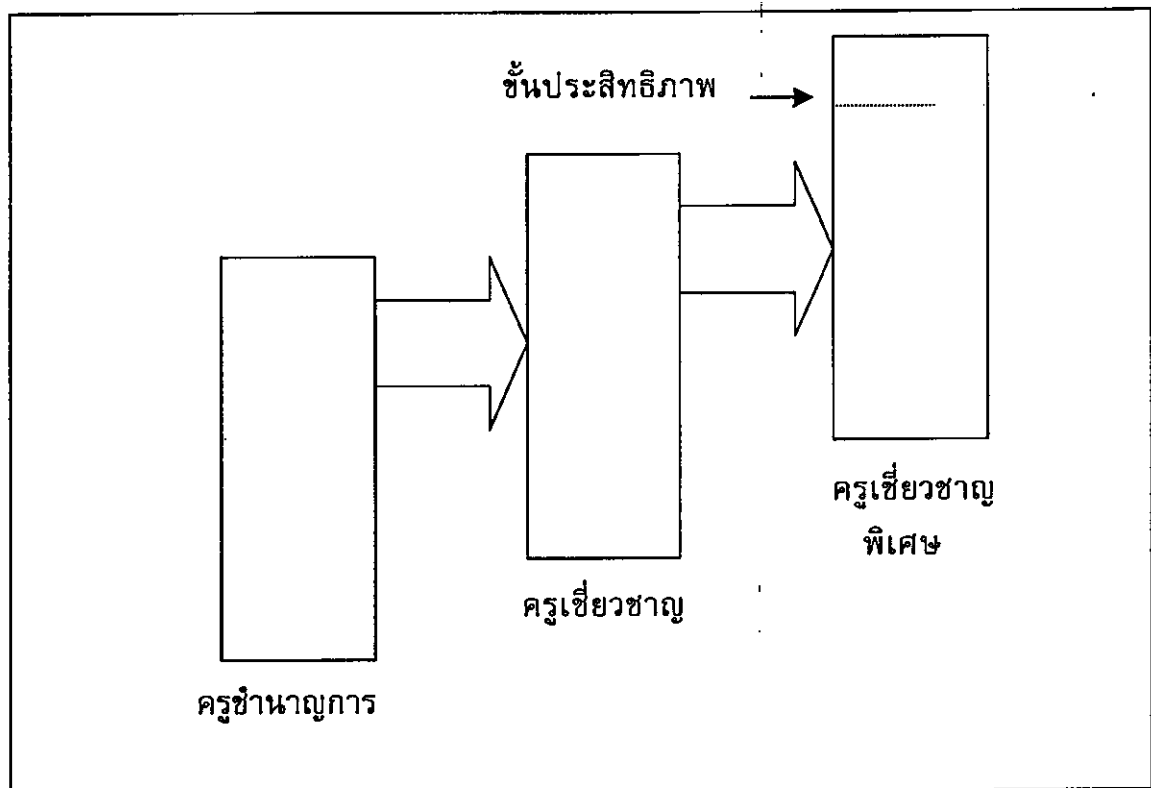 ขั้นประสิทธิภาพ
ครูเชี่ยวชาญ
พิเศษ
ครูเชี่ยวชาญ
ครูชำนาญการ